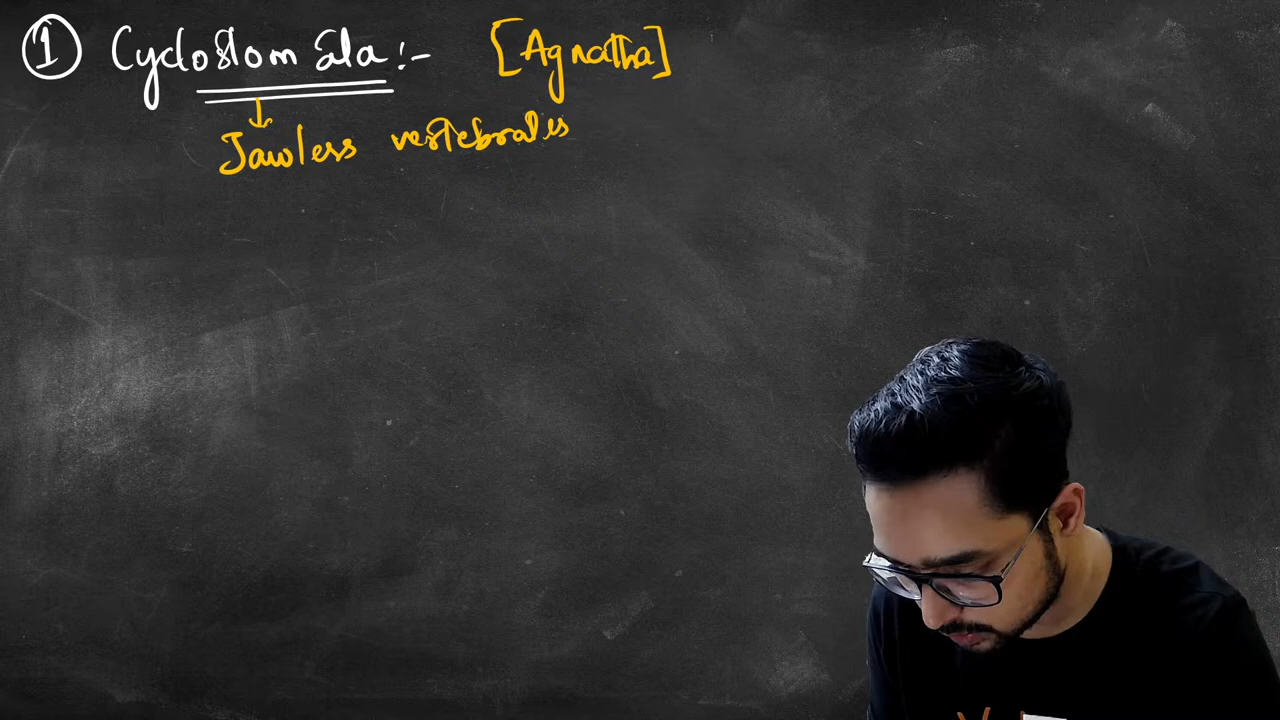 ① Cyclostomata :- [Agnatha]
Jawless vertebrates